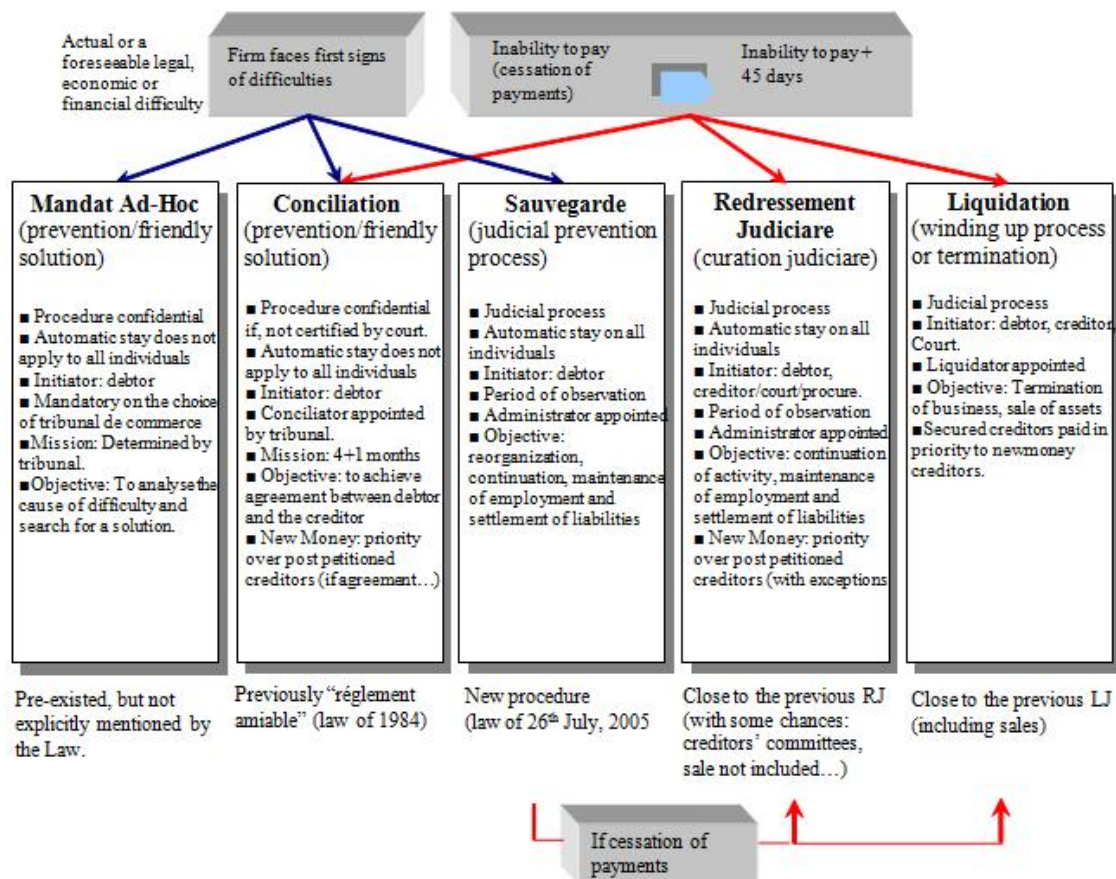 Actual or a
foreseeable legal,
economic or
financial difficulty
Firm faces first signs
of difficulties
Inability to pay
(cessation of
payments)
Inability to pay +
45 days
Mandat Ad-Hoc
(prevention/friendly
solution)
■ Procedure confidential
■ Automatic stay does not
apply to all individuals
■ Initiator: debtor
■ Mandatory on the choice
of tribunal de commerce
■Mission: Determined by
tribunal.
■Objective: To analyse the
cause of difficulty and
search for a solution.
Conciliation
(prevention/friendly
solution)
■ Procedure confidential
if, not certified by court.
■ Automatic stay does not
apply to all individuals
■ Initiator: debtor
■ Conciliator appointed
by tribunal.
■ Mission: 4+1 months
■ Objective: to achieve
agreement between debtor
and the creditor
■ New Money: priority
over post petitioned
creditors (if agreement…)
Sauvegarde
(judicial prevention
process)
■ Judicial process
■ Automatic stay on all
individuals
■ Initiator: debtor
■ Period of observation
■ Administrator appointed
■ Objective:
reorganization,
continuation, maintenance
of employment and
settlement of liabilities
Redressement
Judiciare
(curation judiciare)
■ Judicial process
■ Automatic stay on all
individuals
■ Initiator: debtor,
creditor/court/procure.
■ Period of observation
■ Administrator appointed
■ Objective: continuation
of activity, maintenance
of employment and
settlement of liabilities
■ New Money: priority
over post petitioned
creditors (with exceptions
Liquidation
(winding up process
or termination)
■ Judicial process
■ Initiator: debtor, creditor,
Court.
■ Liquidator appointed
■ Objective: Termination
of business, sale of assets
■Secured creditors paid in
priority to new money
creditors.
Pre-existed, but not
explicitly mentioned by
the Law.
Previously “réglement
amiable” (law of 1984)
New procedure
(law of 26th July, 2005
Close to the previous RJ
(with some chances:
creditors’ committees,
sale not included…)
Close to the previous LJ
(including sales)
If cessation of
payments